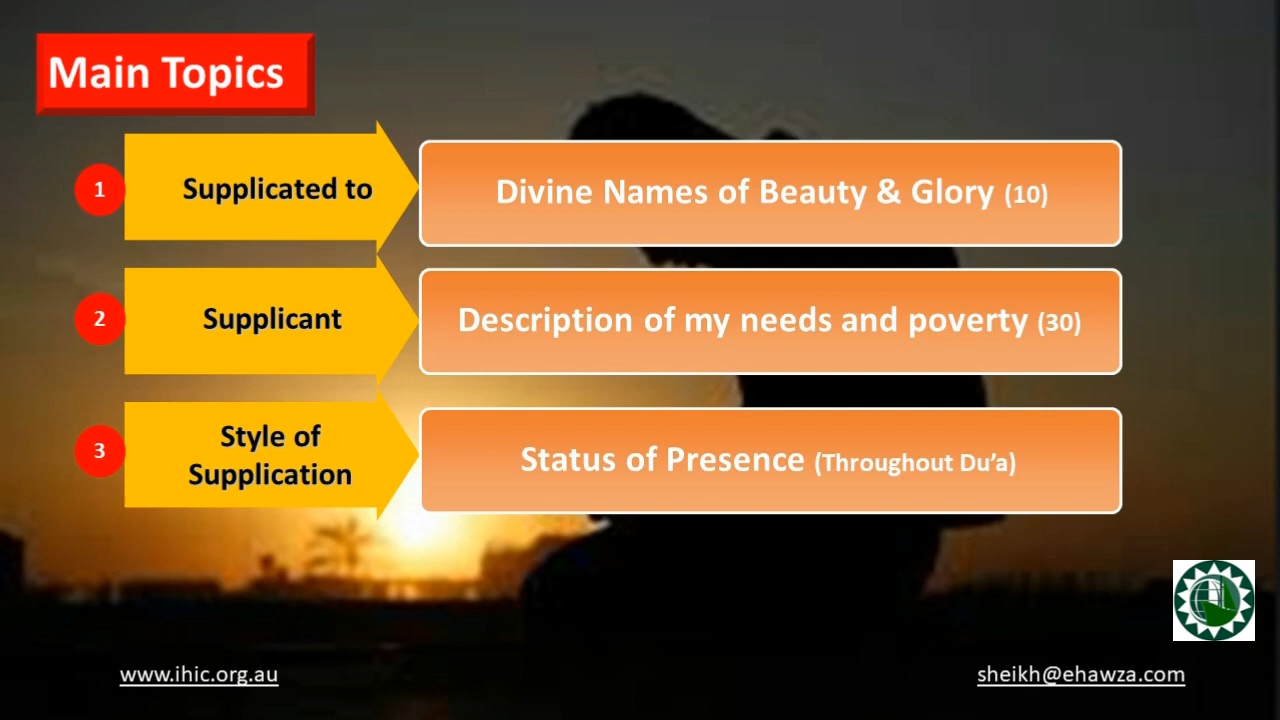 Main Topics
1
Supplicated to
Divine Names of Beauty & Glory (10)
2
Supplicant
Description of my needs and poverty (30)
3
Style of
Supplication
Status of Presence (Throughout Du’a)
www.ihic.org.au
sheikh@ehawza.com